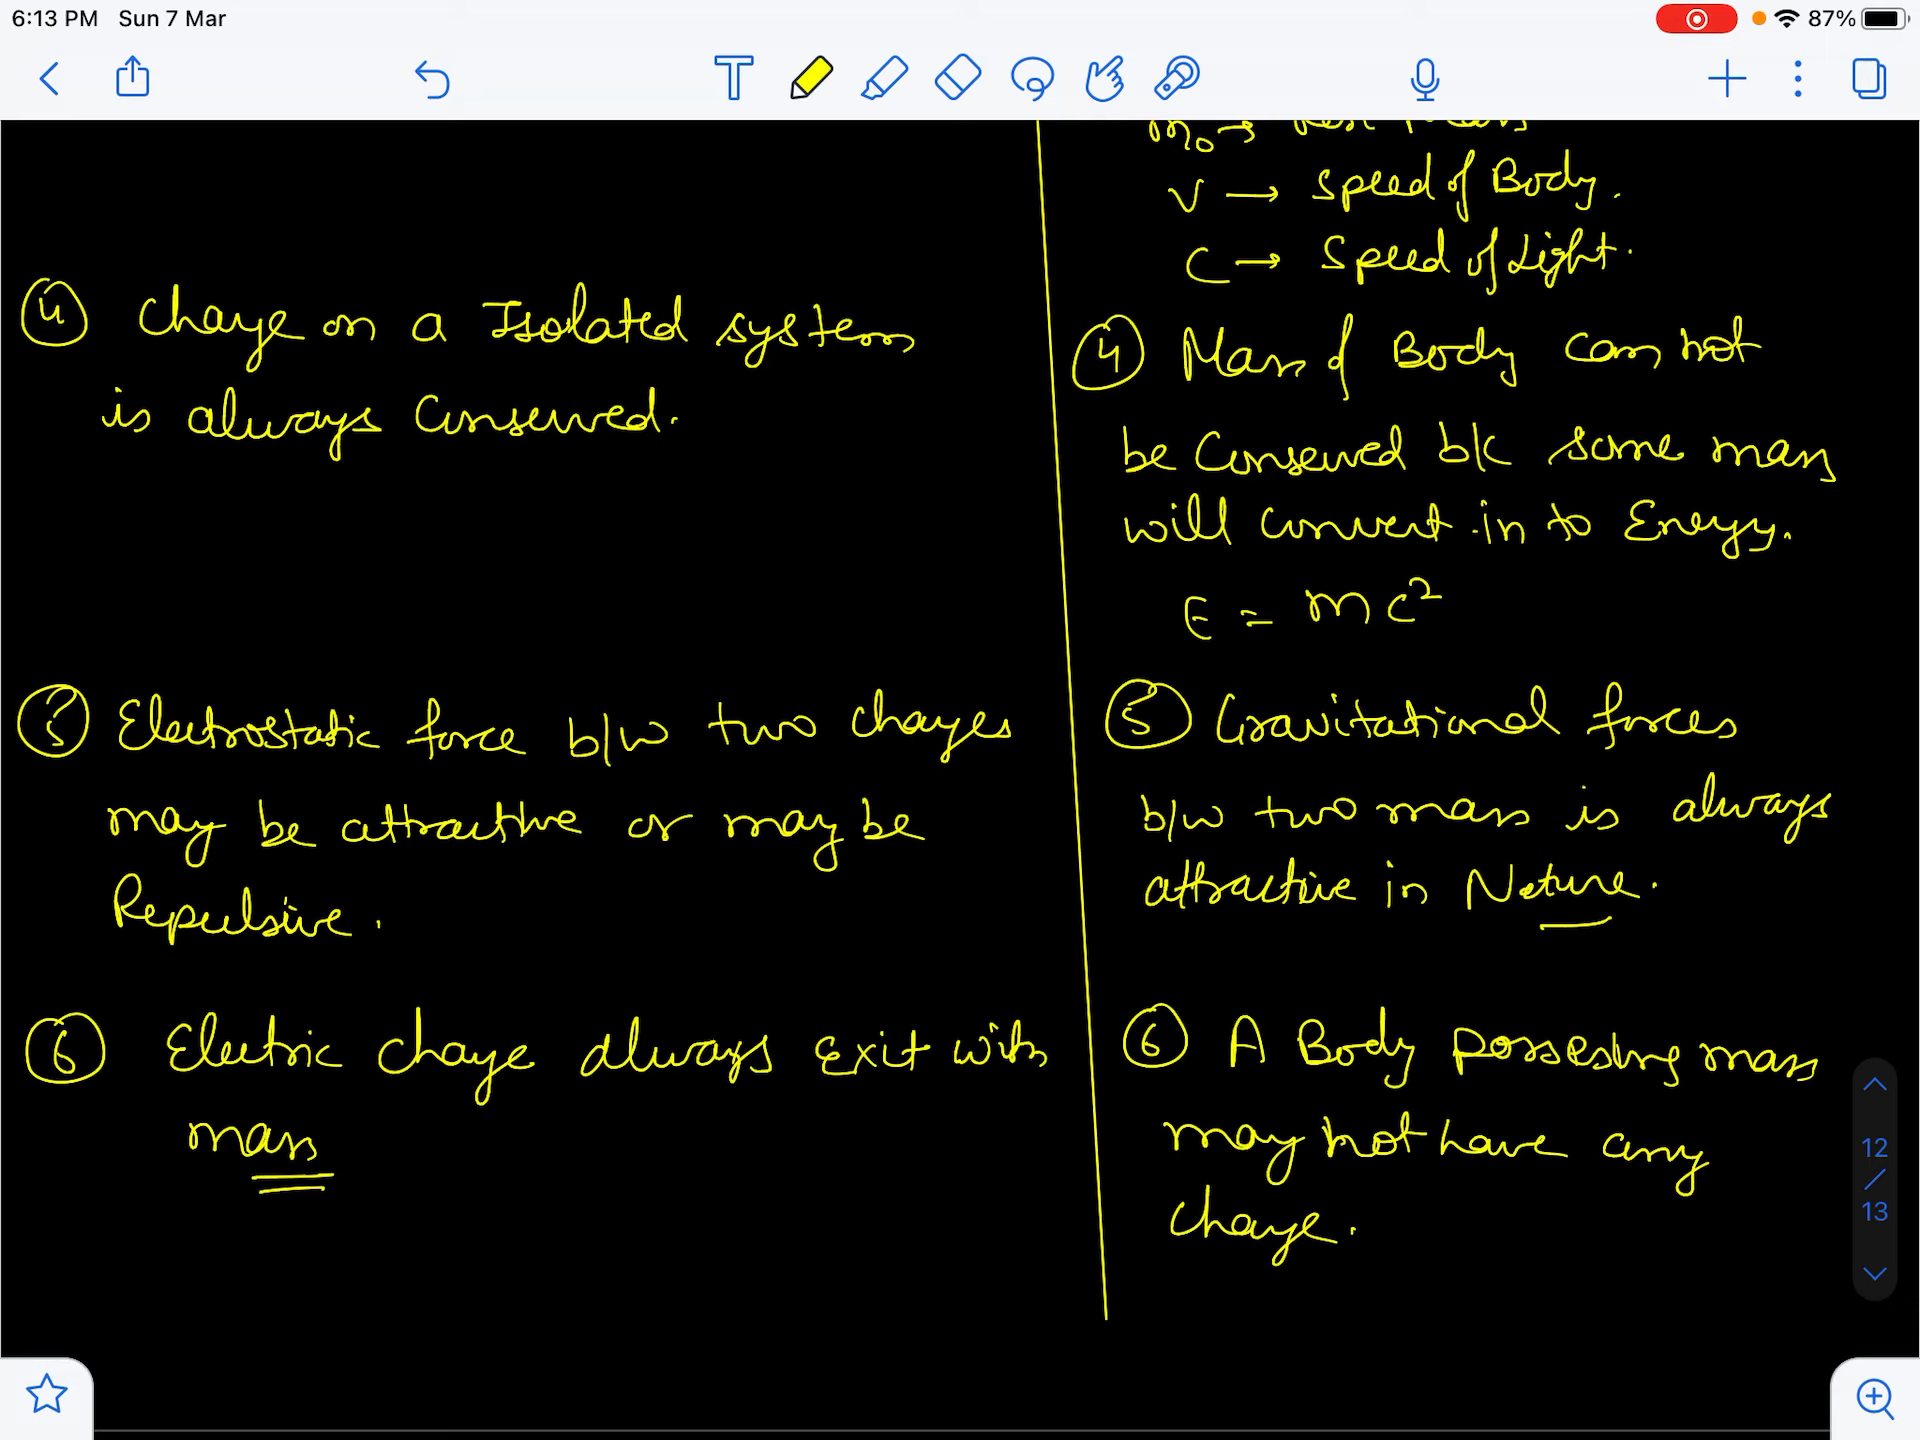 6:13 PM Sun 7 Mar
87%
④ Charge on a Isolated system
is always Conserved.
⑤ Electrostatic force b/w two charges
may be attractive or may be
Repulsive.
⑥ Electric charge always Exit with
mass
m₀ → Rest Mass
V → Speed of Body.
C → Speed of Light.
④ Mass of Body can not
be Conserved b/c some mass
will convert in to Energy.
E = mc²
⑤ Gravitational forces
b/w two mass is always
attractive in Nature.
⑥ A Body possessing mass
may not have any
charge.
12
/
13